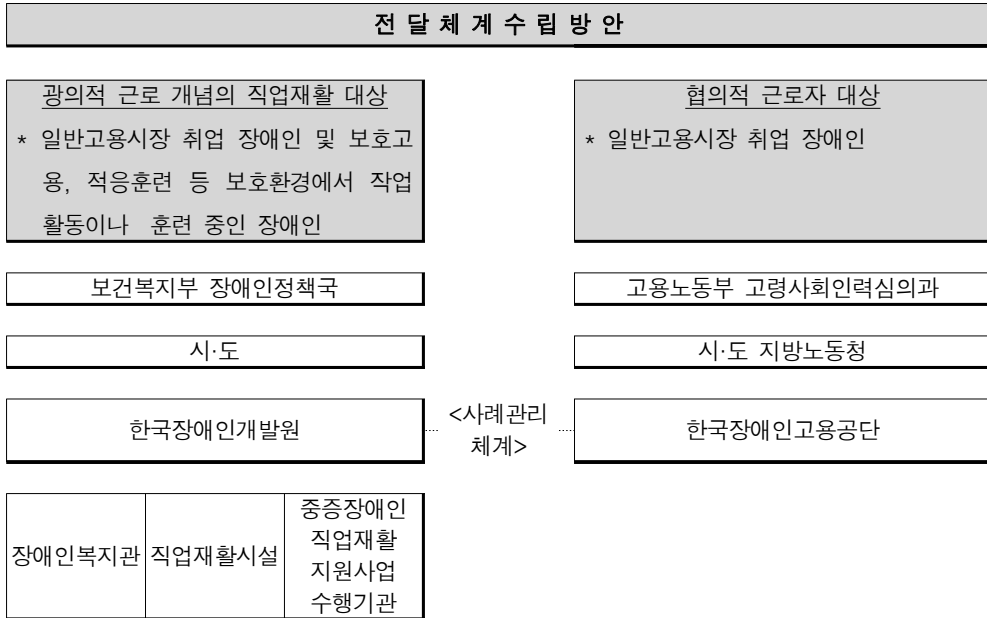 전 달 체 계 수 립 방 안
광의적 근로 개념의 직업재활 대상
* 일반고용시장 취업 장애인 및 보호고
용, 적응훈련 등 보호환경에서 작업
활동이나 훈련 중인 장애인
협의적 근로자 대상
* 일반고용시장 취업 장애인
보건복지부 장애인정책국
고용노동부 고령사회인력심의과
시·도
시·도 지방노동청
한국장애인개발원
<사례관리
체계>
한국장애인고용공단
장애인복지관
직업재활시설
중증장애인
직업재활
지원사업
수행기관